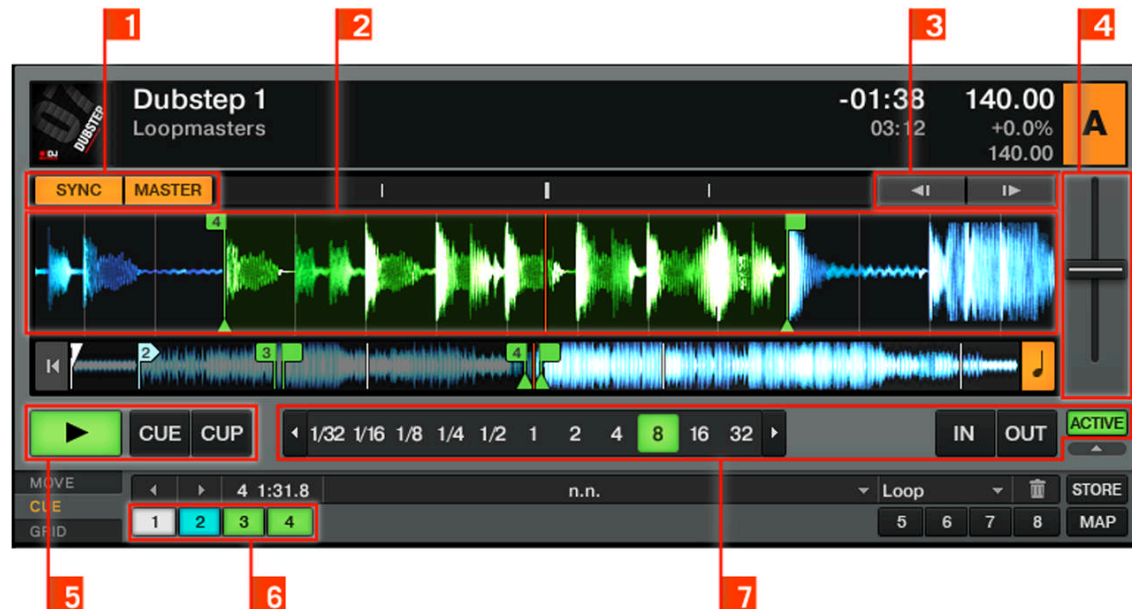 1 2 3 4
Dubstep 1
Loopmasters
DUBSTEP
-01:38 140.00
03:12 +0.0%
140.00
A
SYNC MASTER
4
2 3 4
CUE CUP
1/32 1/16 1/8 1/4 1/2 1 2 4 8 16 32
IN OUT
ACTIVE
MOVE
CUE
GRID
4 1:31.8 n.n. Loop STORE
1 2 3 4 5 6 7 8 MAP
5 6 7